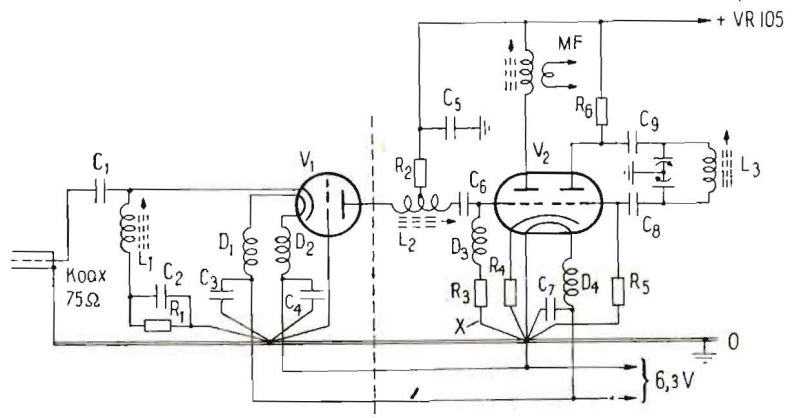 + VR 105
MF
C5
R6
C9
V1
V2
C1
R2
C6
L3
L2
C8
D1
D2
D3
L1
Koax
75Ω
C2
C3
C4
R4
C7
D4
R3
R5
R1
X
0
6,3V